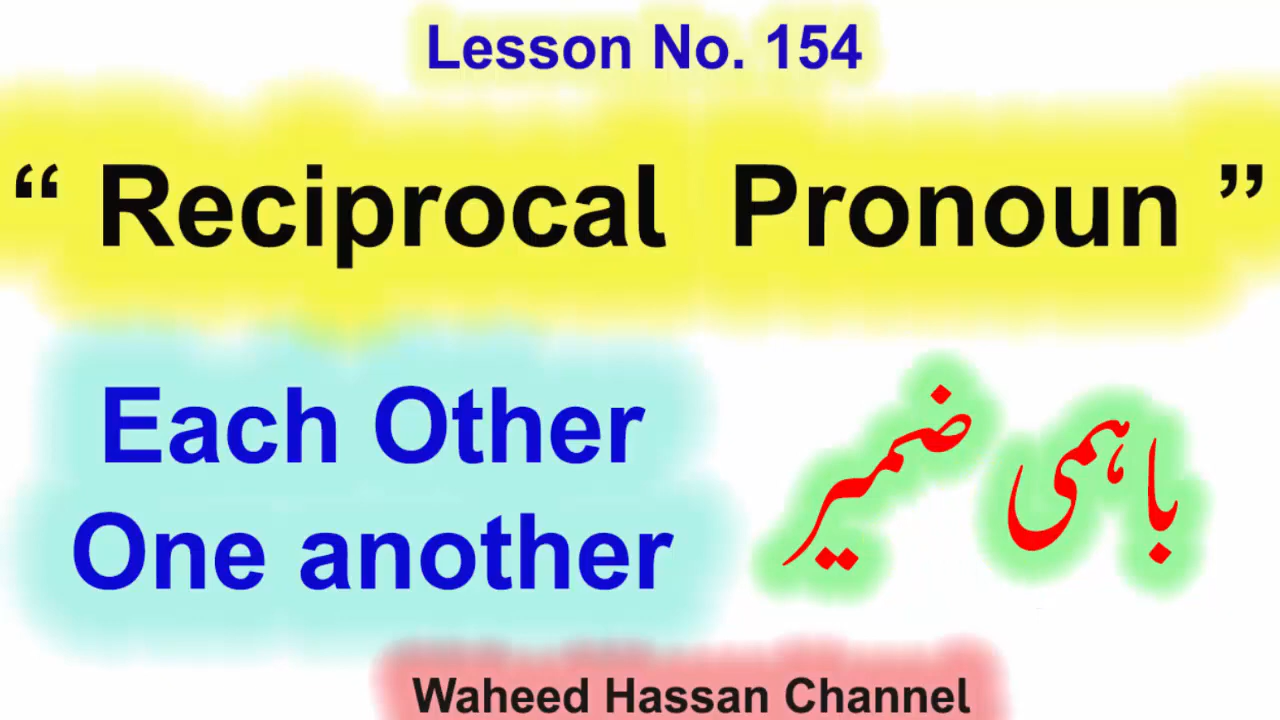 Lesson No. 154
“ Reciprocal Pronoun ”
Each Other
One another
باہمی ضمیر
Waheed Hassan Channel